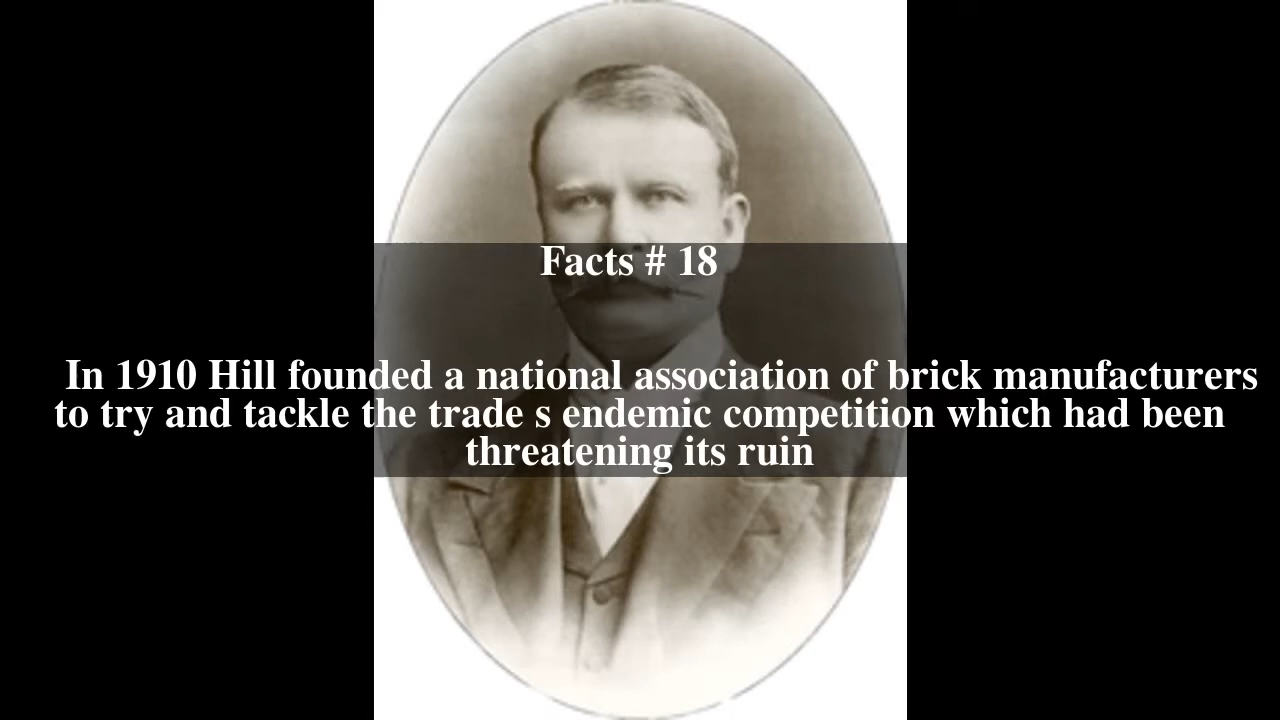 Facts # 18
In 1910 Hill founded a national association of brick manufacturers
to try and tackle the trade s endemic competition which had been
threatening its ruin